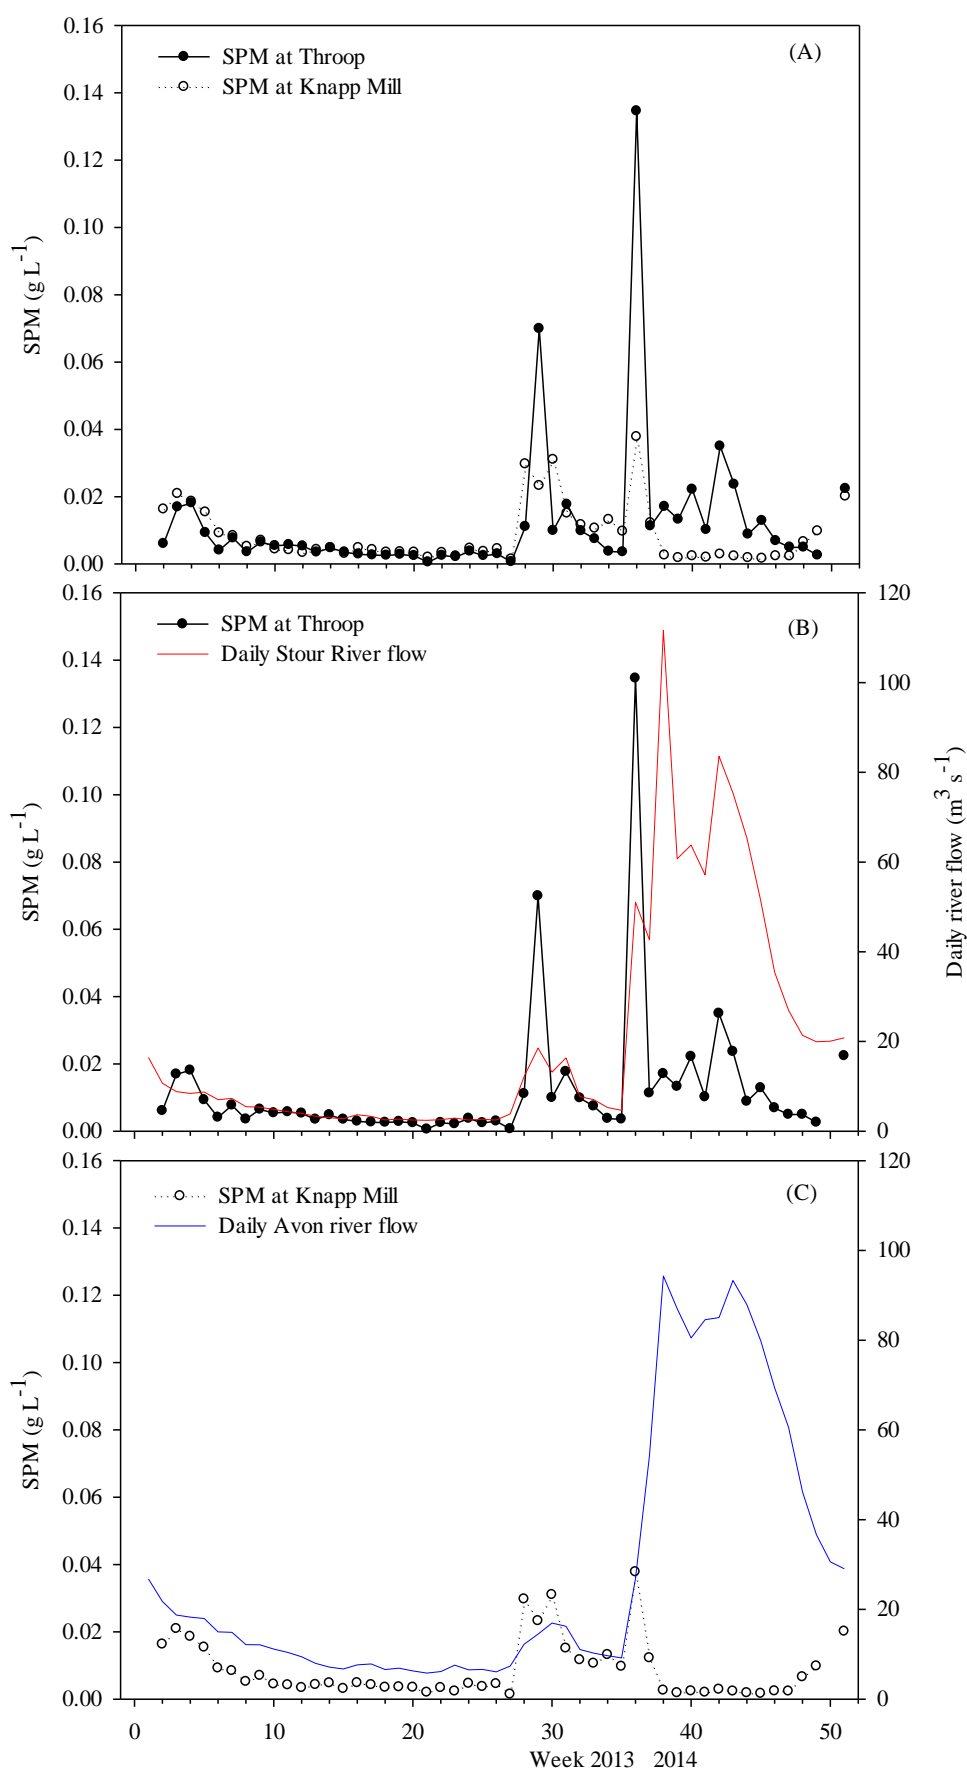 0.16
(A)
SPM at Throop
SPM at Knapp Mill
0.14
0.12
0.10
0.08
0.06
0.04
0.02
0.00
SPM (g L-1)
0.16
120
(B)
SPM at Throop
Daily Stour River flow
0.14
100
0.12
80
0.10
0.08
60
0.06
40
0.04
20
0.02
0.00
0
SPM (g L-1)
Daily river flow (m3 s-1)
0.16
120
(C)
SPM at Knapp Mill
Daily Avon river flow
0.14
100
0.12
80
0.10
0.08
60
0.06
40
0.04
20
0.02
0.00
0
SPM (g L-1)
0 10 20 30 40 50
Week 2013 2014